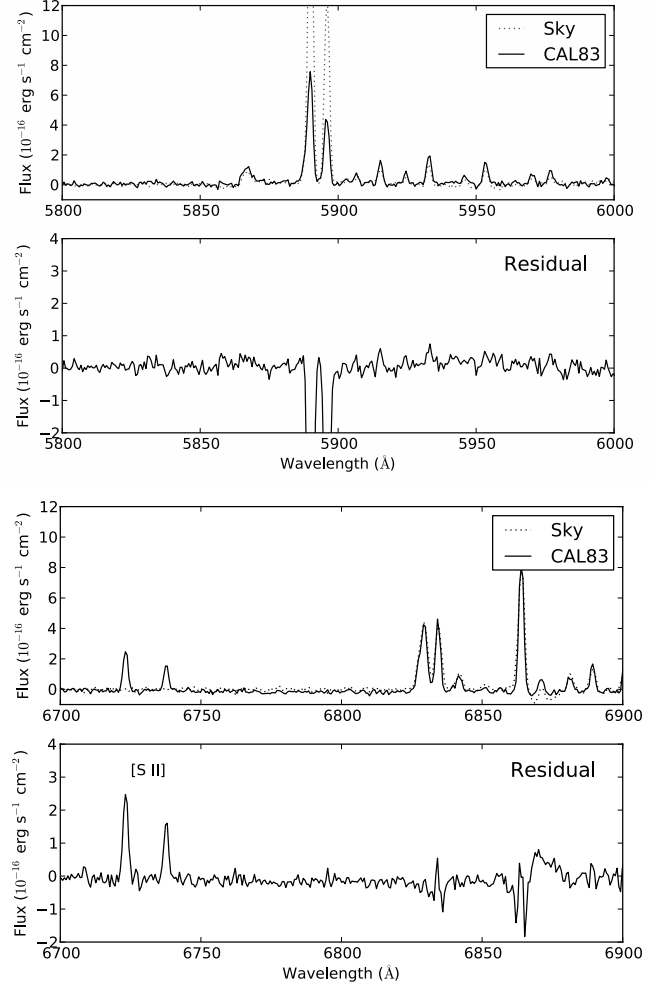 12
10
8
6
4
2
0
Flux (10⁻¹⁶ erg s⁻¹ cm⁻²)
Sky
CAL83
5800 5850 5900 5950 6000
4
3
2
1
0
−1
−2
Flux (10⁻¹⁶ erg s⁻¹ cm⁻²)
Residual
5800 5850 5900 5950 6000
Wavelength (Å)
12
10
8
6
4
2
0
Flux (10⁻¹⁶ erg s⁻¹ cm⁻²)
Sky
CAL83
6700 6750 6800 6850 6900
4
3
2
1
0
−1
−2
Flux (10⁻¹⁶ erg s⁻¹ cm⁻²)
[S II]
Residual
6700 6750 6800 6850 6900
Wavelength (Å)